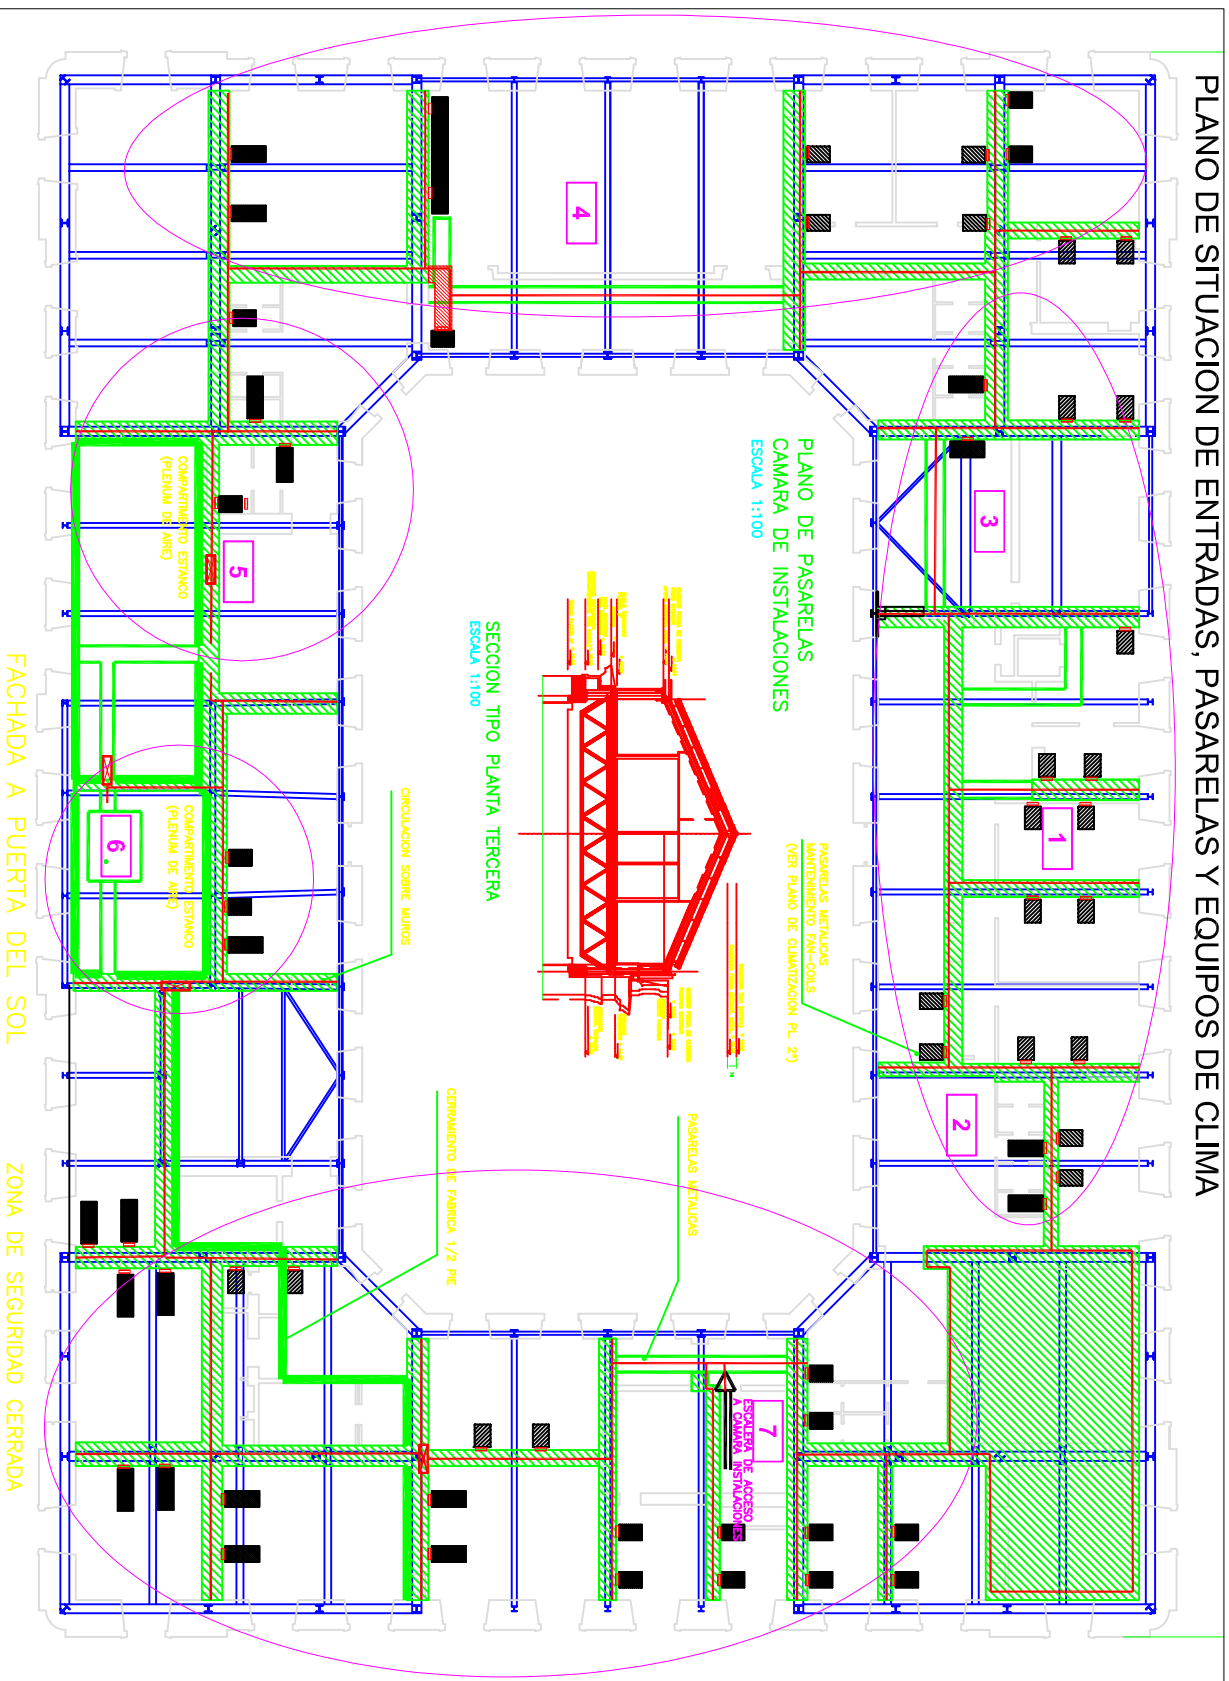 PLANO DE SITUACION DE ENTRADAS, PASARELAS Y EQUIPOS DE CLIMA
4
3
1
2
PLANO DE PASARELAS
CAMARA DE INSTALACIONES
ESCALA 1:100
SECCION TIPO PLANTA TERCERA
ESCALA 1:100
PASARELAS METALICAS
MANTENIMIENTO FAN-COILS
(VER PLANO DE CLIMATIZACION PL. 2ª)
CIRCULACION SOBRE MUROS
PASARELAS METALICAS
CERRAMIENTO DE FABRICA 1/2 PIE
7
ESCALERA DE ACCESO
A CAMARA INSTALACIONES
5
COMPARTIMENTO ESTANCO
(PLENUM DE AIRE)
6
COMPARTIMENTO ESTANCO
(PLENUM DE AIRE)
FACHADA A PUERTA DEL SOL
ZONA DE SEGURIDAD CERRADA